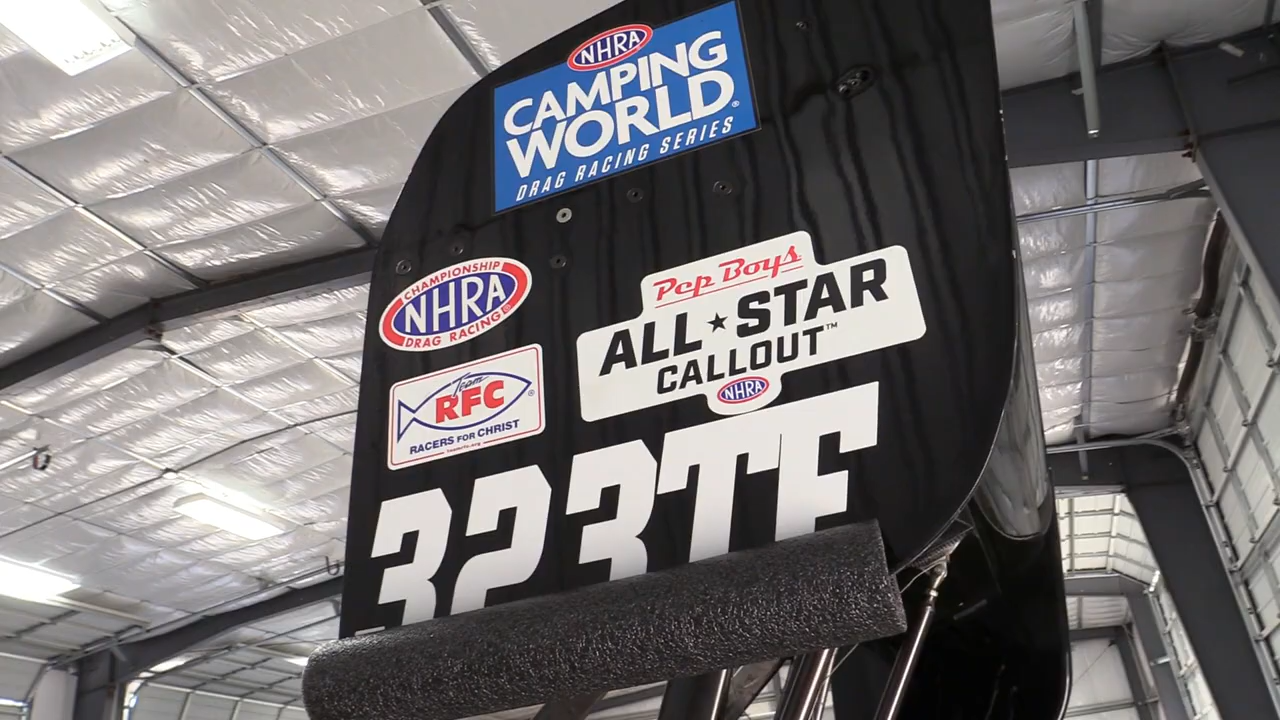 NHRA
CAMPING
WORLD®
DRAG RACING SERIES
CHAMPIONSHIP
NHRA
DRAG RACING
Pep Boys
ALL★STAR
CALLOUT™
NHRA
Team
RFC®
RACERS FOR CHRIST
323TF